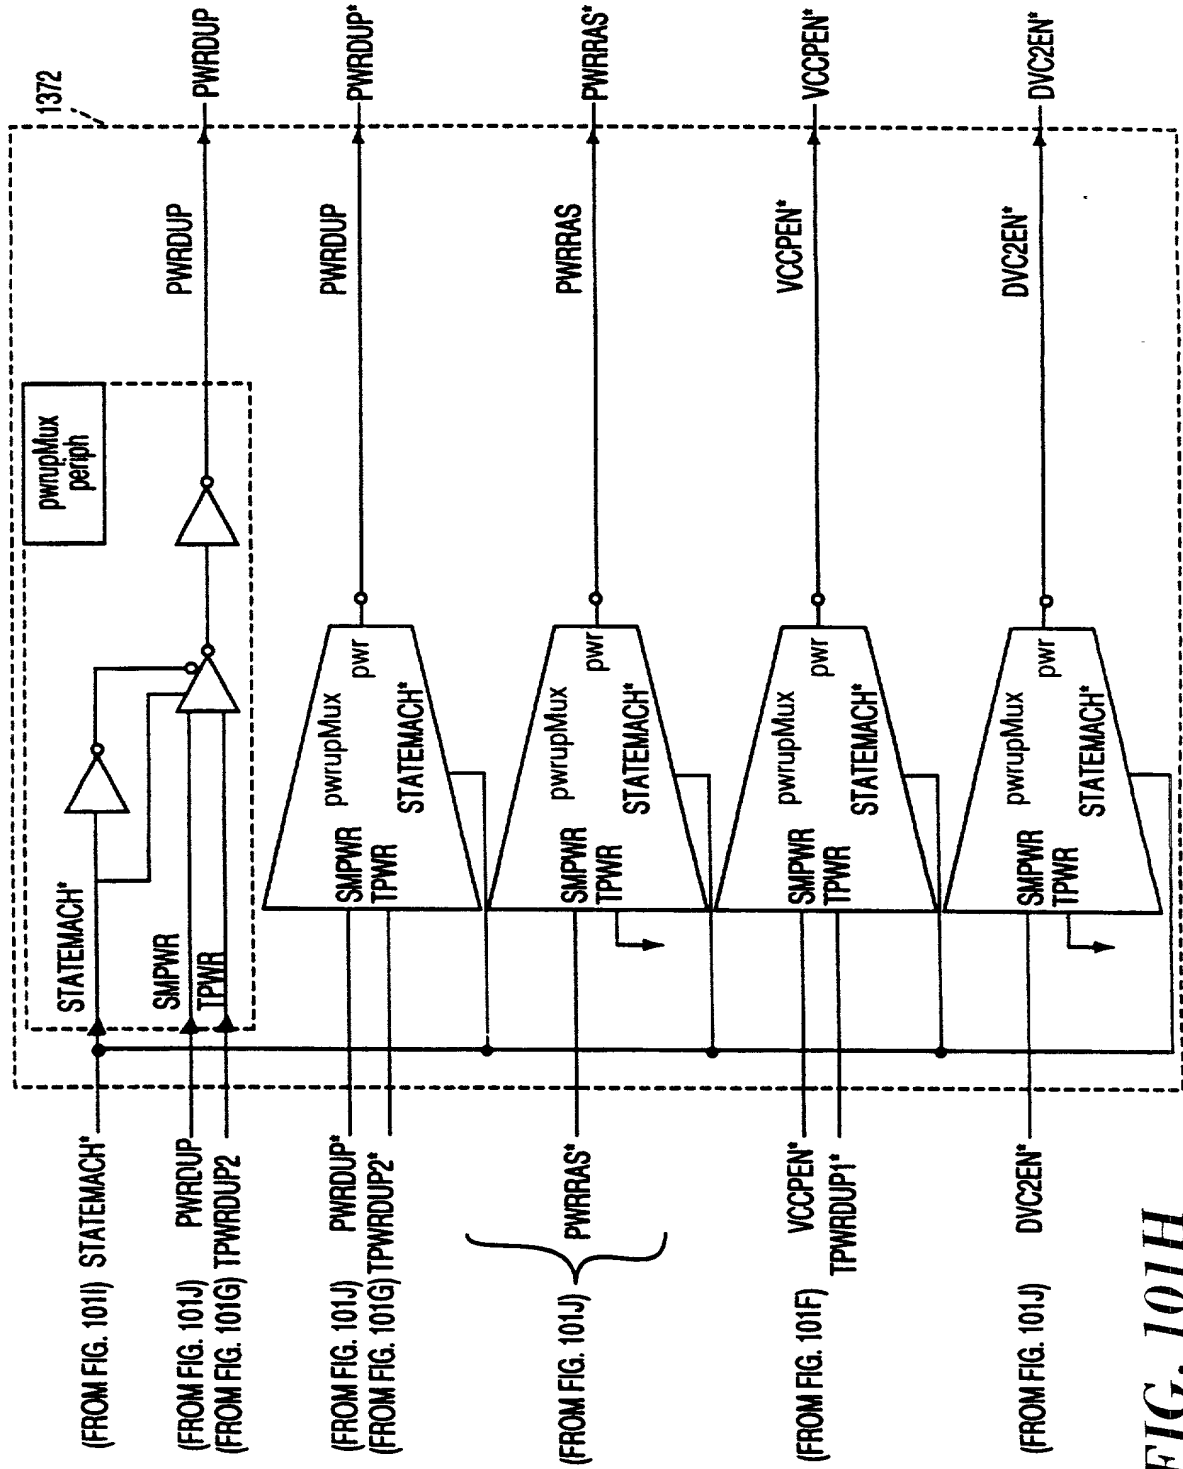 1372
PWRDUP
PWRDUP*
PWRRAS*
VCCPEN*
DVC2EN*
PWRDUP
PWRDUP
PWRRAS
VCCPEN*
DVC2EN*
pwrupMux
periph
STATEMACH*
SMPWR
TPWR
pwrupMux
pwr
SMPWR
TPWR
STATEMACH*
pwrupMux
pwr
SMPWR
TPWR
STATEMACH*
pwrupMux
pwr
SMPWR
TPWR
STATEMACH*
pwrupMux
pwr
SMPWR
TPWR
STATEMACH*
(FROM FIG. 101I) STATEMACH*
(FROM FIG. 101J) PWRDUP
(FROM FIG. 101G) TPWRDUP2
(FROM FIG. 101J) PWRDUP*
(FROM FIG. 101G) TPWRDUP2*
(FROM FIG. 101J) PWRRAS*
VCCPEN*
(FROM FIG. 101F) TPWRDUP1*
(FROM FIG. 101J) DVC2EN*
FIG. 101H